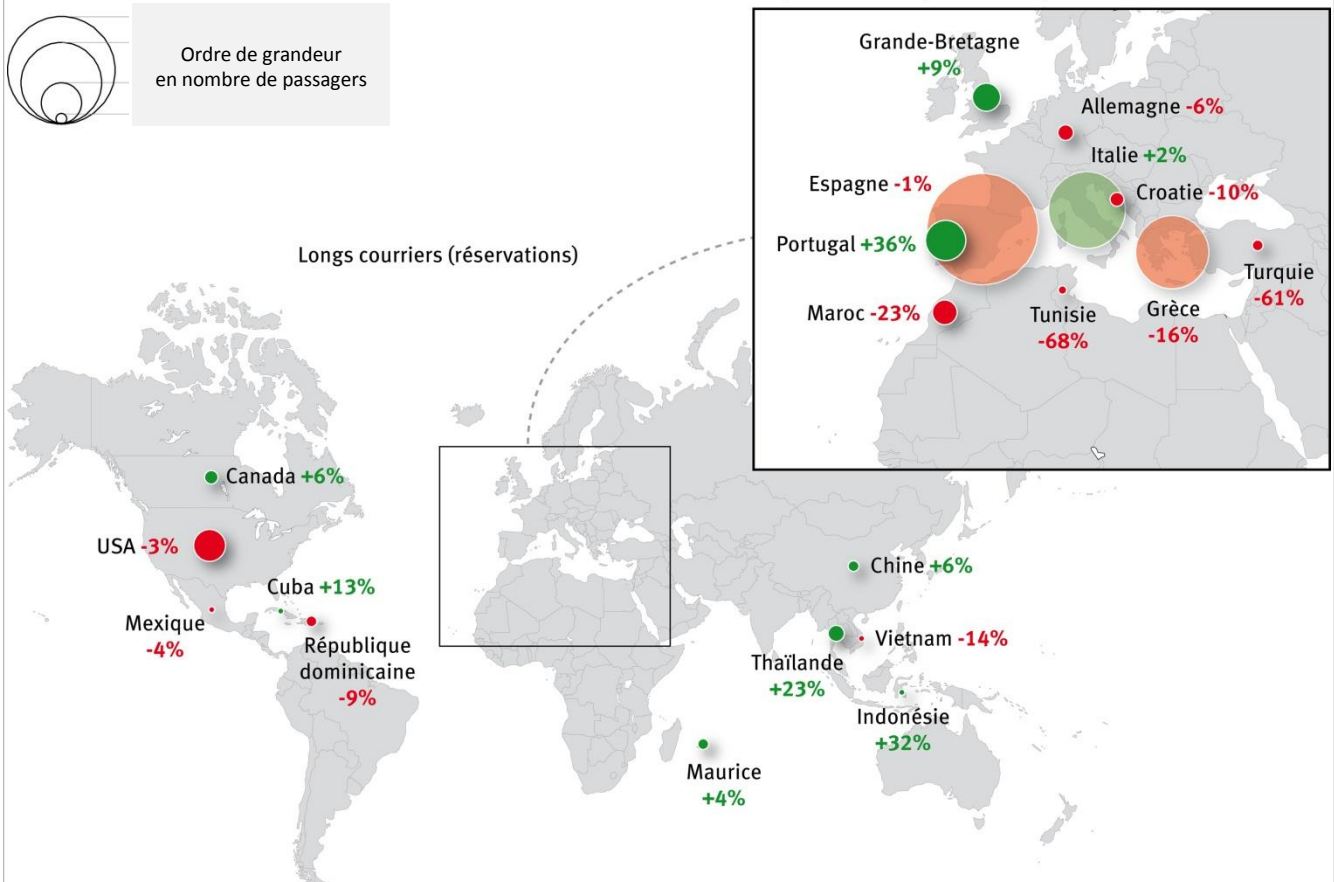 Ordre de grandeur
en nombre de passagers
Grande-Bretagne
+9%
Allemagne -6%
Italie +2%
Espagne -1%
Croatie -10%
Portugal +36%
Turquie
-61%
Maroc -23%
Tunisie
-68%
Grèce
-16%
Longs courriers (réservations)
Canada +6%
USA -3%
Cuba +13%
Mexique
-4%
République
dominicaine
-9%
Chine +6%
Vietnam -14%
Thaïlande
+23%
Indonésie
+32%
Maurice
+4%